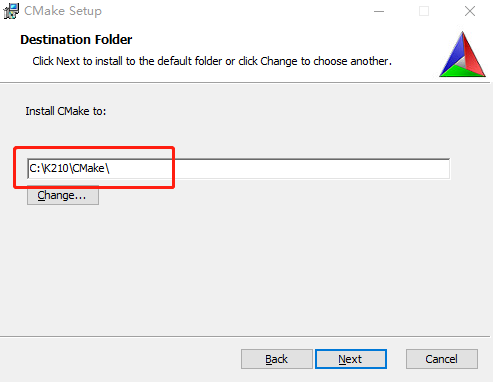 CMake Setup
Destination Folder
Click Next to install to the default folder or click Change to choose another.
Install CMake to:
C:\K210\CMake\
Change...
Back
Next
Cancel